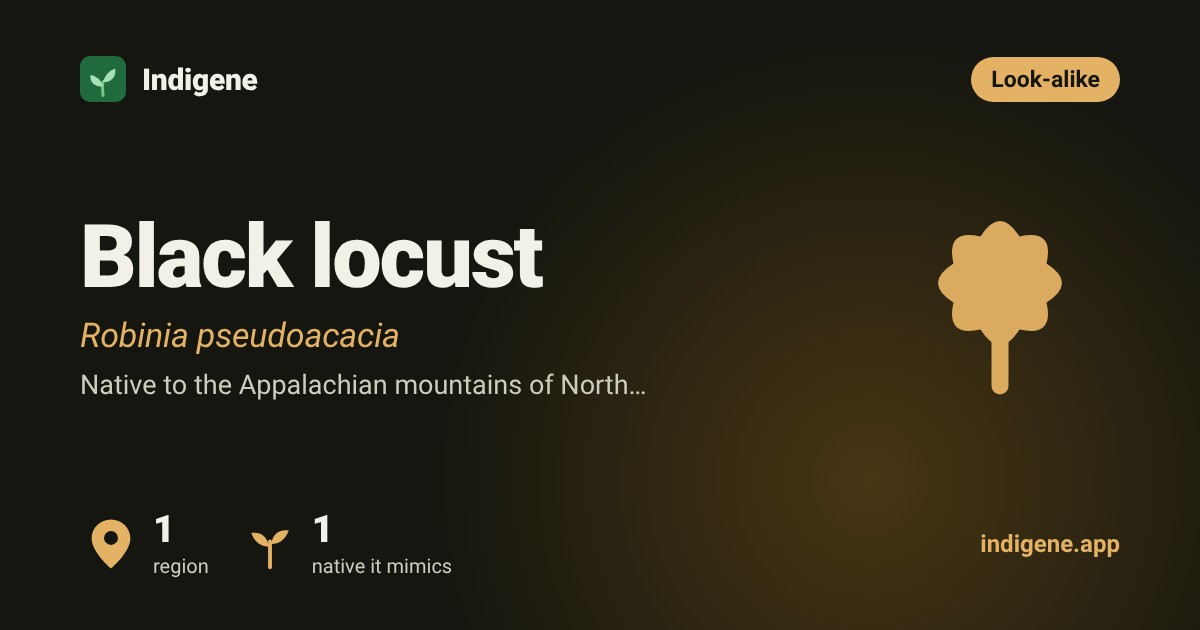 Indigene
Look-alike
Black locust
Robinia pseudoacacia
Native to the Appalachian mountains of North…
1
region
1
native it mimics
indigene.app